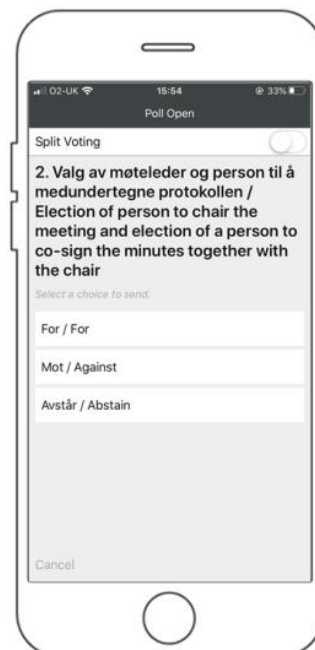 O2-UK 15:54 33%
Poll Open
Split Voting
2. Valg av møteleder og person til å
medundertegne protokollen /
Election of person to chair the
meeting and election of a person to
co-sign the minutes together with
the chair
Select a choice to send.
For / For
Mot / Against
Avstår / Abstain
Cancel